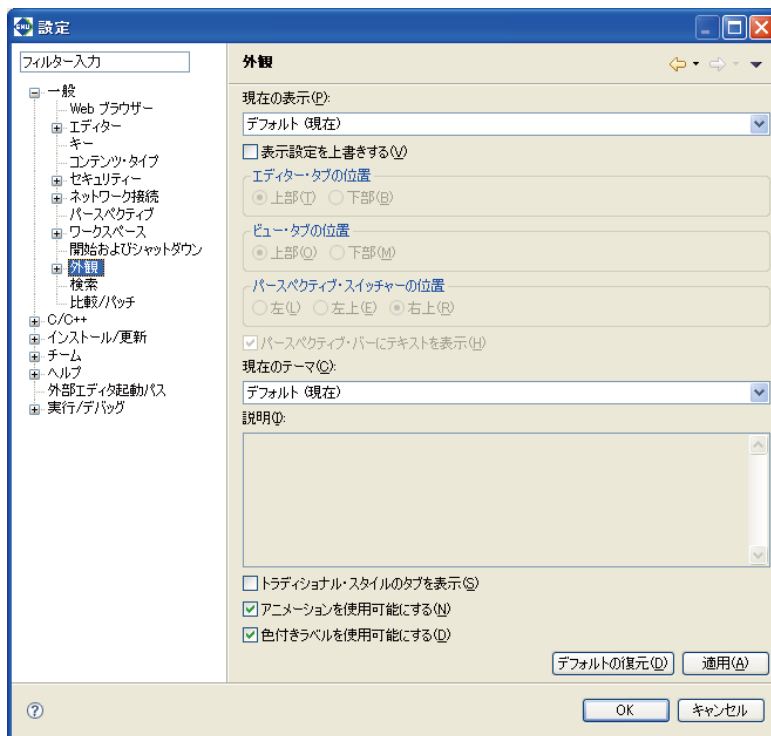 GNU 設定
フィルター入力
一般
Web ブラウザー
エディター
キー
コンテンツ・タイプ
セキュリティー
ネットワーク接続
パースペクティブ
ワークスペース
開始およびシャットダウン
外観
検索
比較/パッチ
C/C++
インストール/更新
チーム
ヘルプ
外部エディタ起動パス
実行/デバッグ
外観
現在の表示(P):
デフォルト (現在)
表示設定を上書きする(V)
エディター・タブの位置
上部(T) 下部(B)
ビュー・タブの位置
上部(O) 下部(M)
パースペクティブ・スイッチャーの位置
左(L) 左上(E) 右上(R)
パースペクティブ・バーにテキストを表示(H)
現在のテーマ(C):
デフォルト (現在)
説明(I):
トラディショナル・スタイルのタブを表示(S)
アニメーションを使用可能にする(N)
色付きラベルを使用可能にする(D)
デフォルトの復元(D) 適用(A)
OK キャンセル